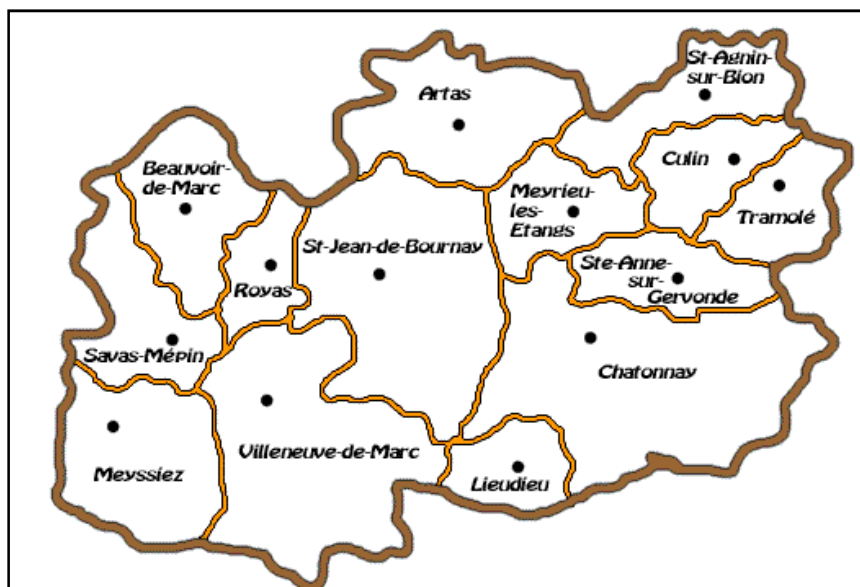 St-Agnin-
sur-Bion
Artas
Beauvoir-
de-Marc
Culin
Meyrieu-
les-
Etangs
Tramolé
St-Jean-de-Bournay
Royas
Ste-Anne-
sur-
Gervonde
Savas-Mépin
Chatonnay
Villeneuve-de-Marc
Meyssiez
Lieudieu